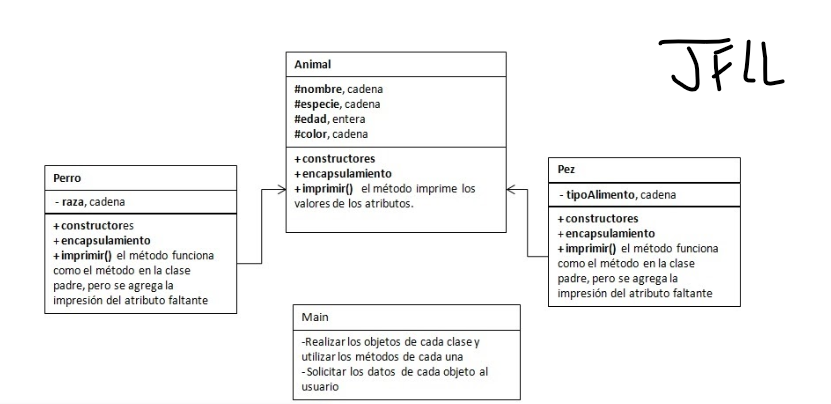 JFLL
Animal
#nombre, cadena
#especie, cadena
#edad, entera
#color, cadena
+constructores
+encapsulamiento
+imprimir() el método imprime los
valores de los atributos.
Perro
- raza, cadena
+constructores
+encapsulamiento
+imprimir() el método funciona
como el método en la clase
padre, pero se agrega la
impresión del atributo faltante
Pez
- tipoAlimento, cadena
+constructores
+encapsulamiento
+imprimir() el método funciona
como el método en la clase
padre, pero se agrega la
impresión del atributo faltante
Main
-Realizar los objetos de cada clase y
utilizar los métodos de cada una
-Solicitar los datos de cada objeto al
usuario